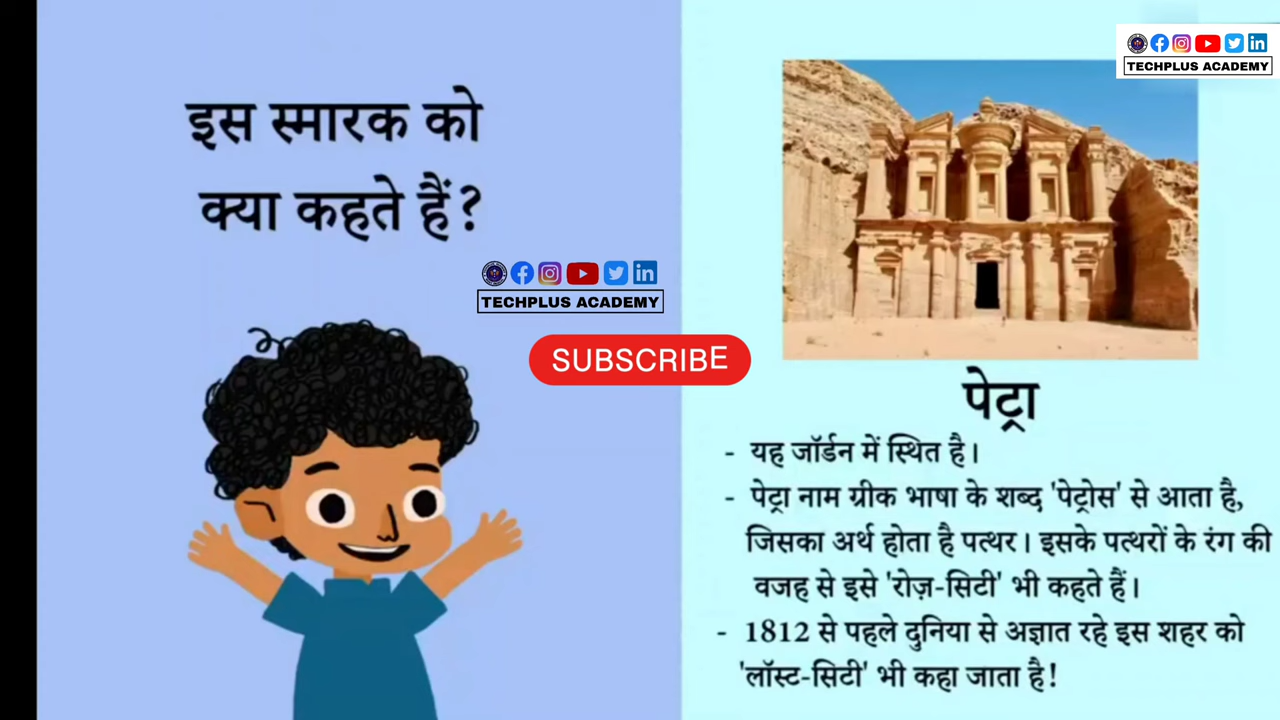 इस स्मारक को
क्या कहते हैं?
TECHPLUS ACADEMY
SUBSCRIBE
TECHPLUS ACADEMY
पेट्रा
- यह जॉर्डन में स्थित है।
- पेट्रा नाम ग्रीक भाषा के शब्द 'पेट्रोस' से आता है,
जिसका अर्थ होता है पत्थर। इसके पत्थरों के रंग की
वजह से इसे 'रोज़-सिटी' भी कहते हैं।
- 1812 से पहले दुनिया से अज्ञात रहे इस शहर को
'लॉस्ट-सिटी' भी कहा जाता है!